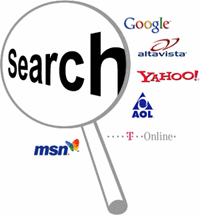 Search
Google
altavista
YAHOO!
AOL
T · · Online ·
msn